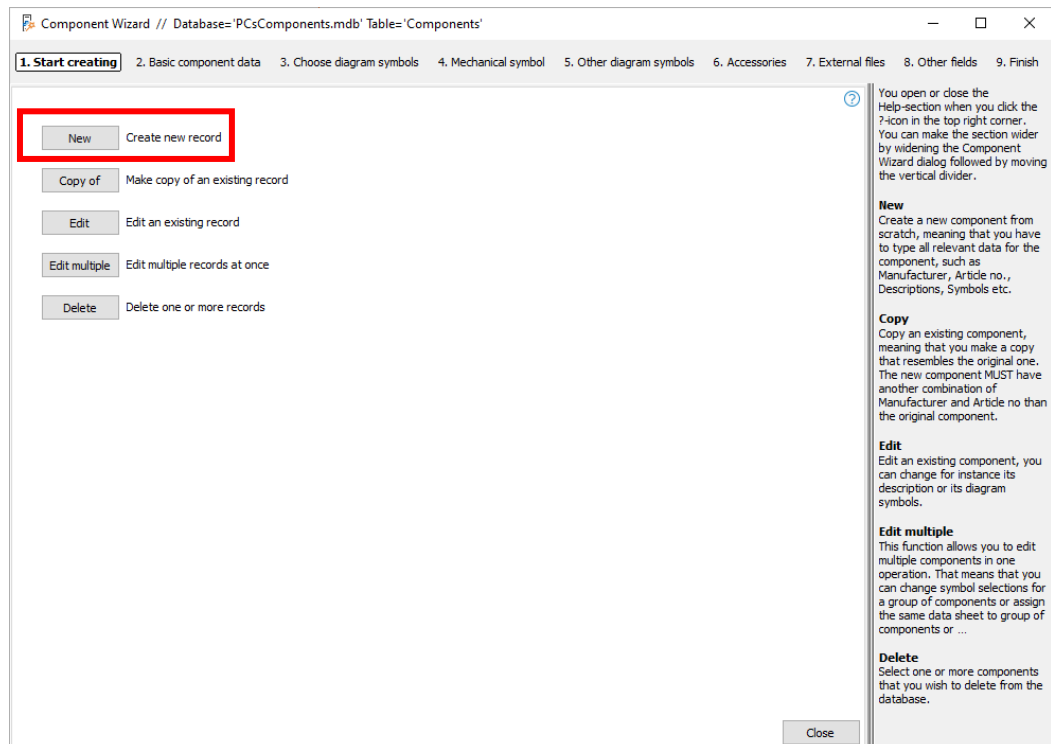 Component Wizard // Database='PCsComponents.mdb' Table='Components'
1. Start creating 2. Basic component data 3. Choose diagram symbols 4. Mechanical symbol 5. Other diagram symbols 6. Accessories 7. External files 8. Other fields 9. Finish
?
New Create new record
Copy of Make copy of an existing record
Edit Edit an existing record
Edit multiple Edit multiple records at once
Delete Delete one or more records
Close
You open or close the
Help-section when you click the
?-icon in the top right
corner.
You can make the section wider
by widening the Component
Wizard dialog followed by moving
the vertical divider.
New
Create a new component from
scratch, meaning that you have
to type all relevant data for the
component, such as
Manufacturer, Article no.,
Descriptions, Symbols etc.
Copy
Copy an existing component,
meaning that you make a copy
that resembles the original one.
The new component MUST have
another combination of
Manufacturer and Article no than
the original component.
Edit
Edit an existing component, you
can change for instance its
description or its diagram
symbols.
Edit multiple
This function allows you to edit
multiple components in one
operation. That means that you
can change symbol selections for
a group of components or assign
the same data sheet to group of
components or ...
Delete
Select one or more components
that you wish to delete from the
database.